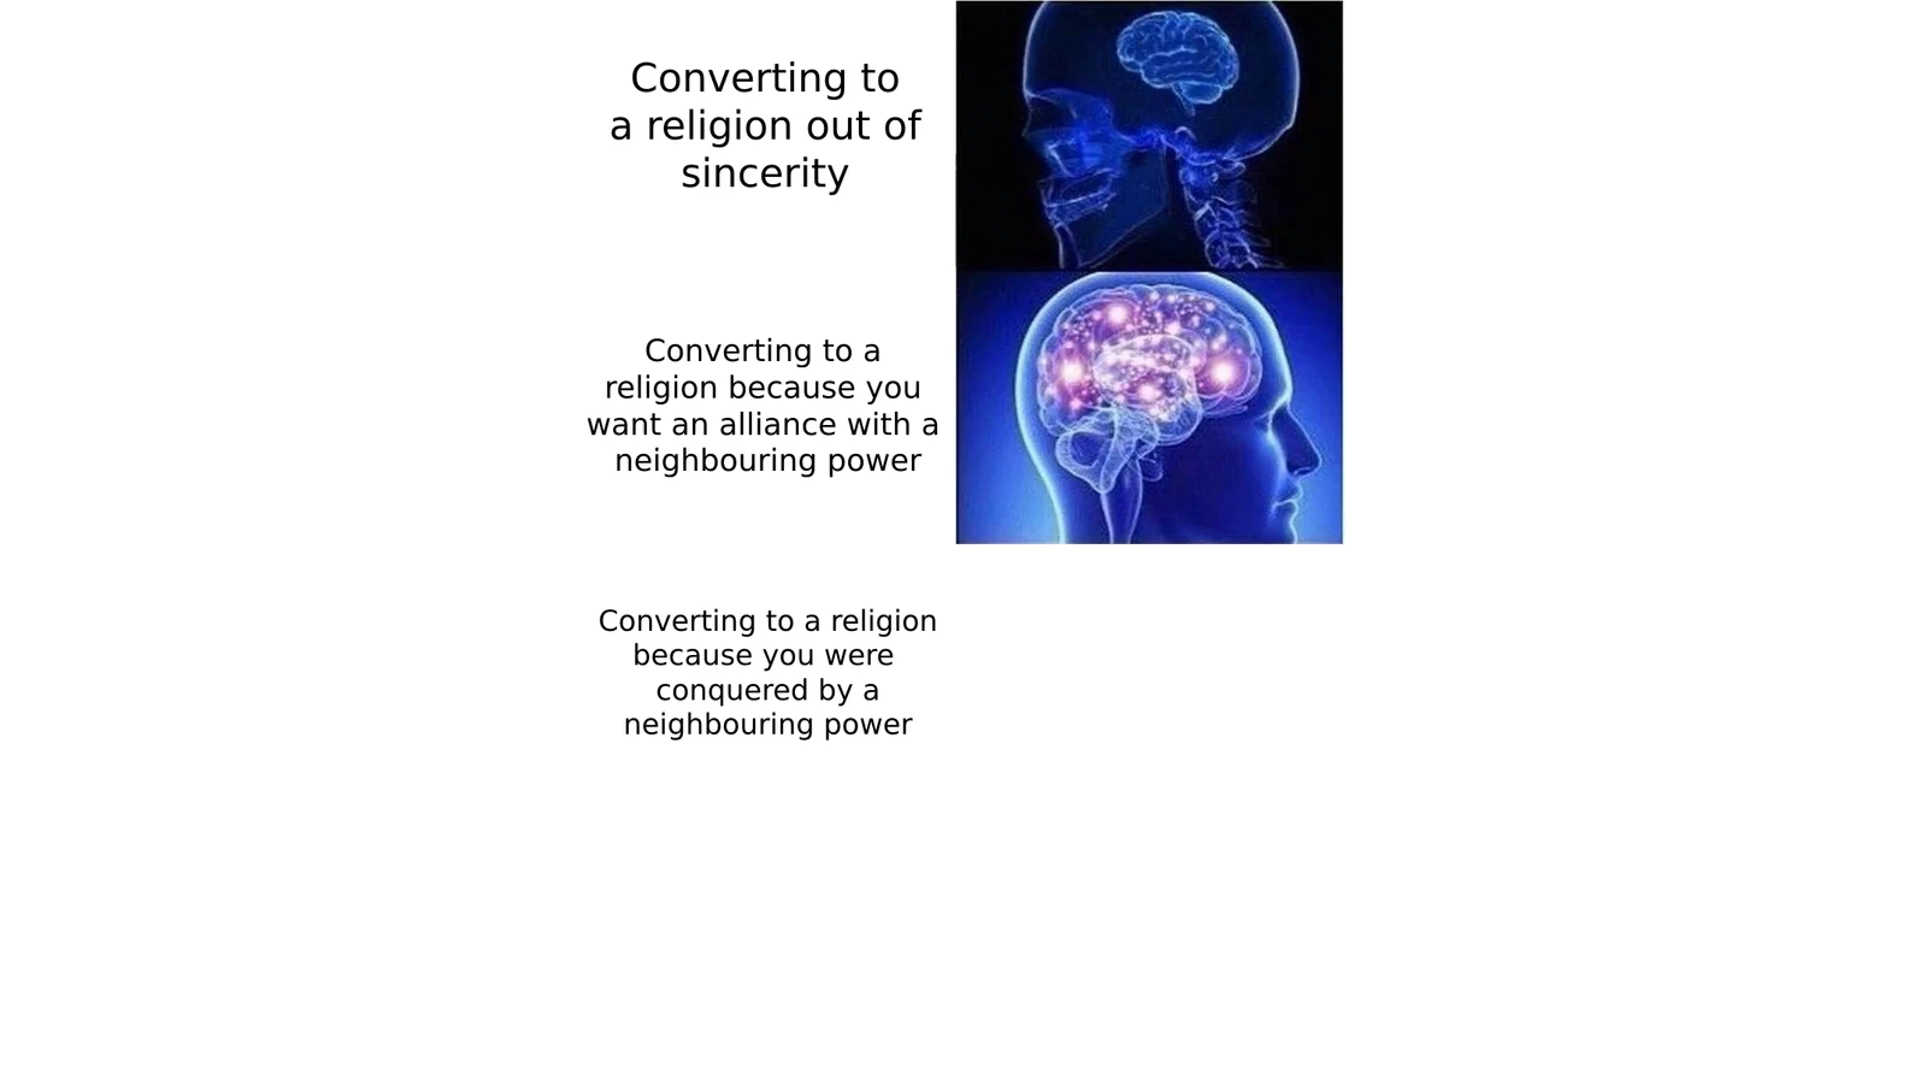 Converting to
a religion out of
sincerity
Converting to a
religion because you
want an alliance with a
neighbouring power
Converting to a religion
because you were
conquered by a
neighbouring power